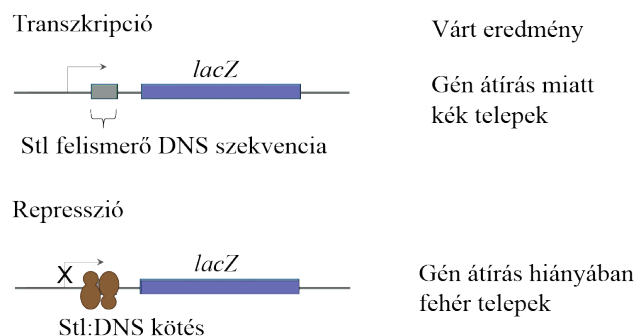 Transzkripció
Várt eredmény
lacZ
Gén átírás miatt
kék telepek
Stl felismerő DNS szekvencia
Represszió
X
lacZ
Gén átírás hiányában
fehér telepek
Stl:DNS kötés